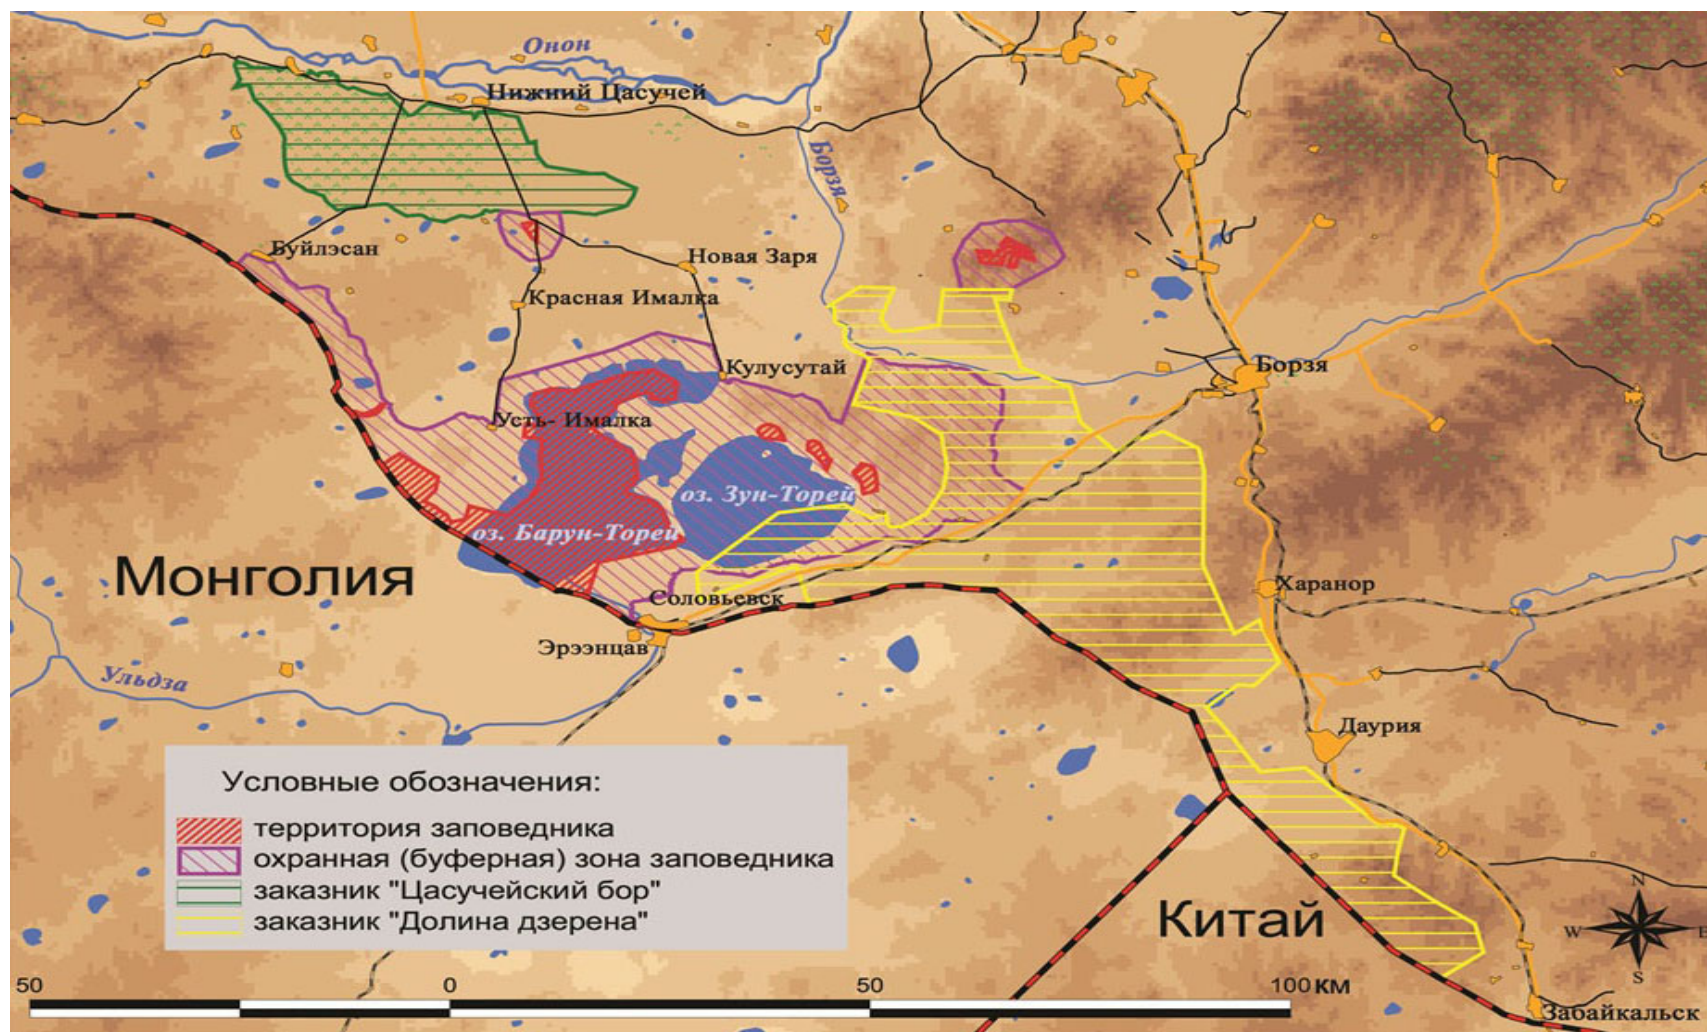 Онон
Нижний Цасучей
Борзя
Буйлэсан
Новая Заря
Красная Ималка
Кулусутай
Борзя
Усть- Ималка
оз. Зун-Торей
оз. Барун-Торей
Монголия
Харанор
Соловьевск
Эрээнцав
Ульдза
Даурия
Условные обозначения:
территория заповедника
охранная (буферная) зона заповедника
заказник "Цасучейский бор"
заказник "Долина дзерена"
Китай
N
W
E
S
50
0
50
100 км
Забайкальск